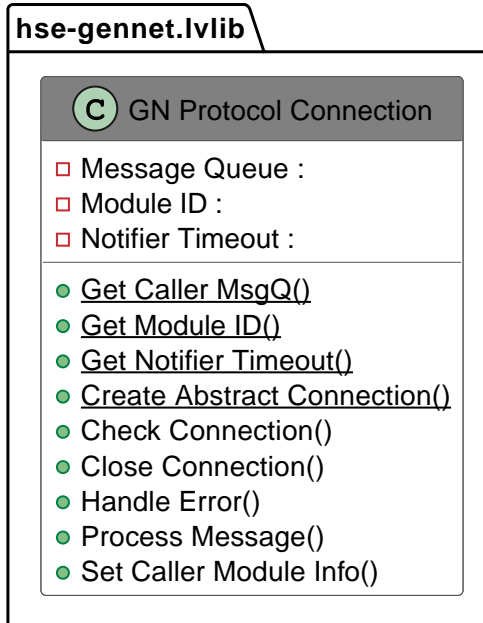 hse-gennet.lvlib
C GN Protocol Connection
Message Queue :
Module ID :
Notifier Timeout :
Get Caller MsgQ()
Get Module ID()
Get Notifier Timeout()
Create Abstract Connection()
Check Connection()
Close Connection()
Handle Error()
Process Message()
Set Caller Module Info()